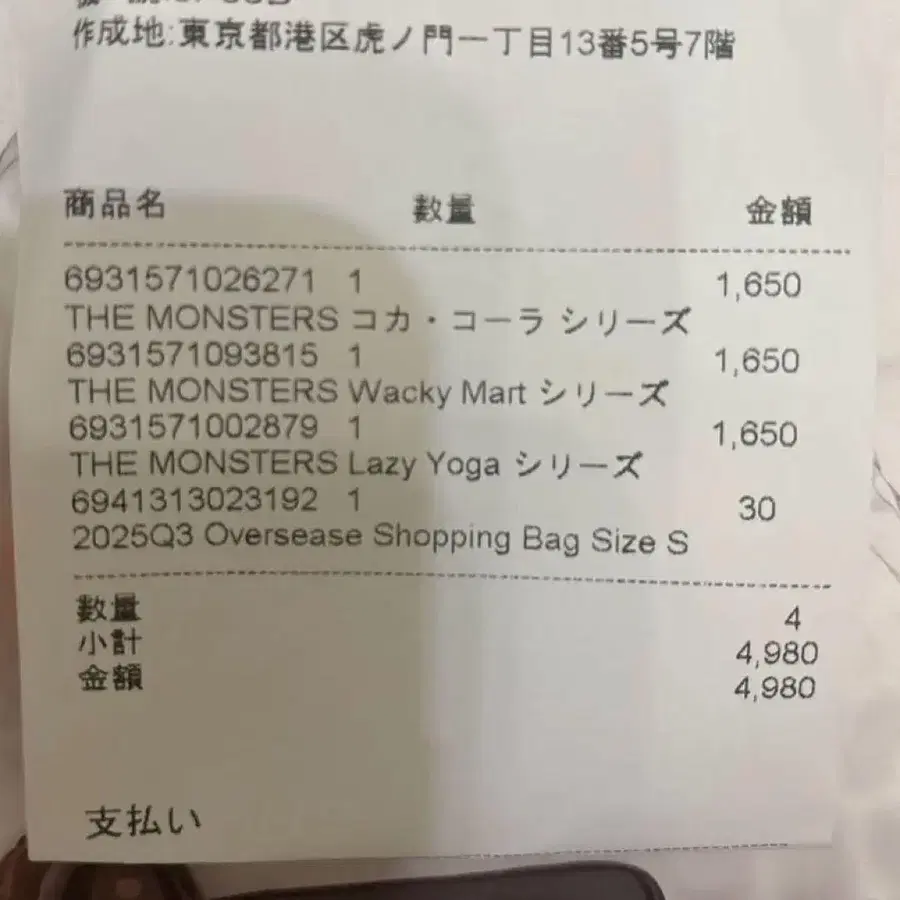 作成地:東京都港区虎ノ門一丁目13番5号7階
商品名 数量 金額
6931571026271 1 1,650
THE MONSTERS コカ・コーラ シリーズ
6931571093815 1 1,650
THE MONSTERS Wacky Mart シリーズ
6931571002879 1 1,650
THE MONSTERS Lazy Yoga シリーズ
6941313023192 1 30
2025Q3 Oversease Shopping Bag Size S
数量 4
小計 4,980
金額 4,980
支払い